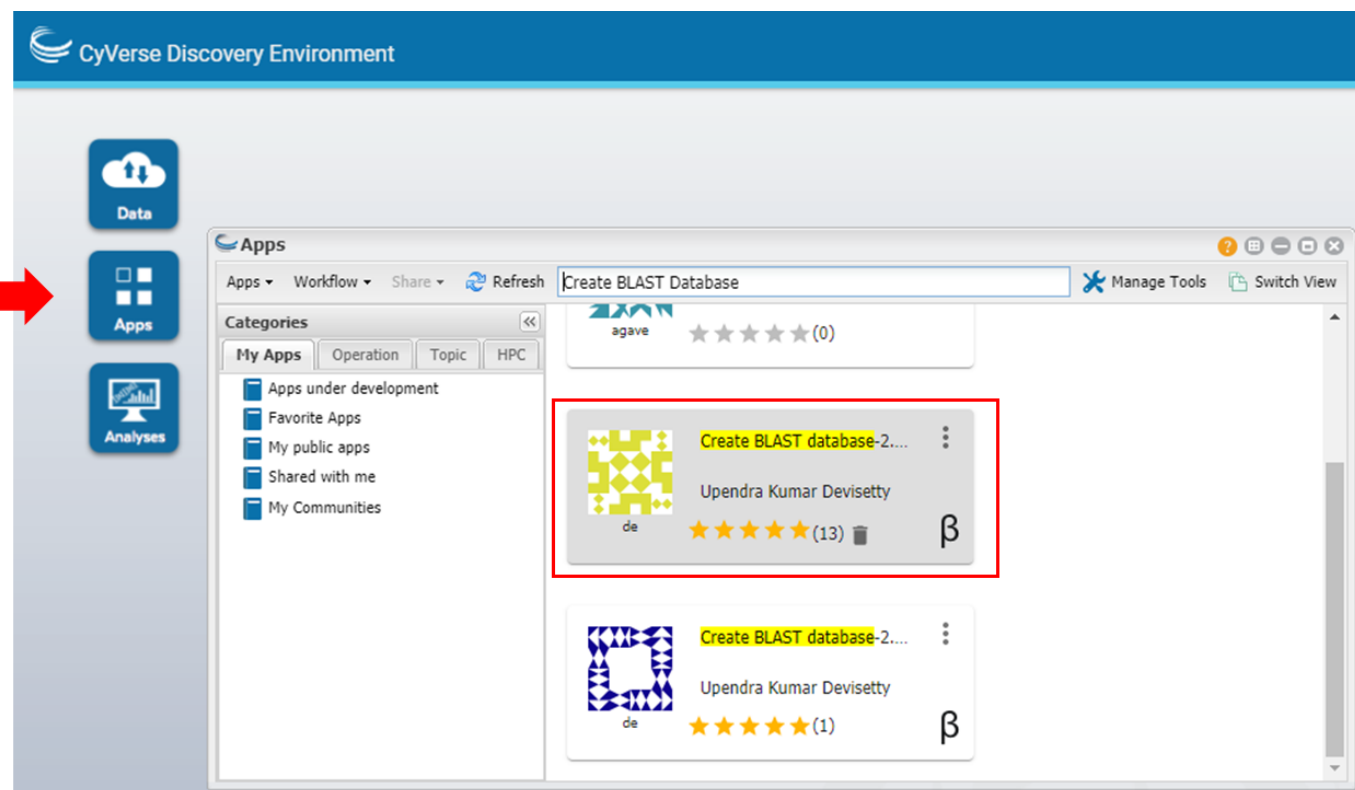 CyVerse Discovery Environment
Data
Apps
Analyses
Apps
Apps Workflow Share Refresh Create BLAST Database Manage Tools Switch View
Categories
My Apps Operation Topic HPC
Apps under development
Favorite Apps
My public apps
Shared with me
My Communities
agave
(0)
Create BLAST database-2....
Upendra Kumar Devisetty
de
(13)
β
Create BLAST database-2....
Upendra Kumar Devisetty
de
(1)
β